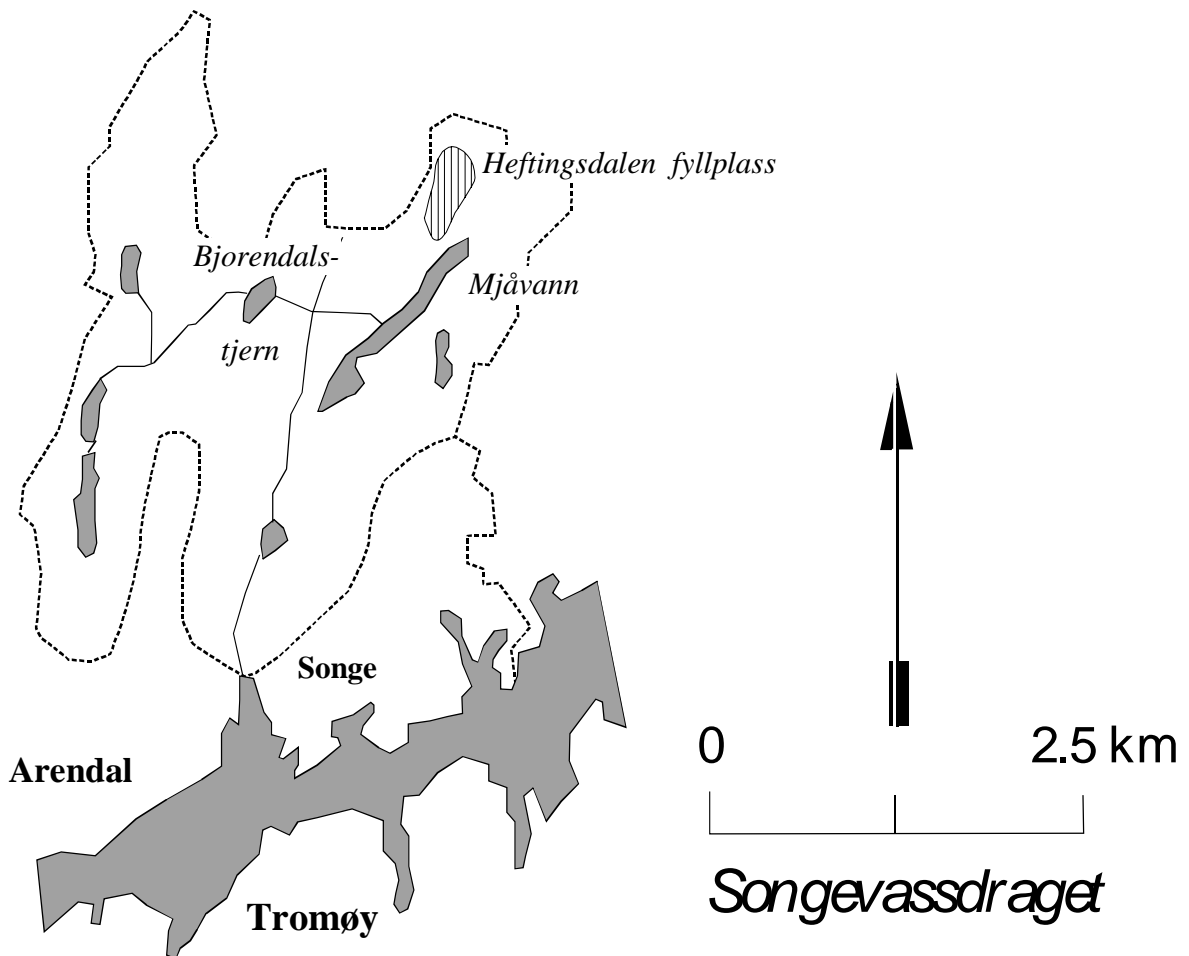 Heftingsdalen fyllplass
Bjorendals-
Mjåvann
tjern
Songe
Arendal
Tromøy
0 2.5 km
Songevassdraget